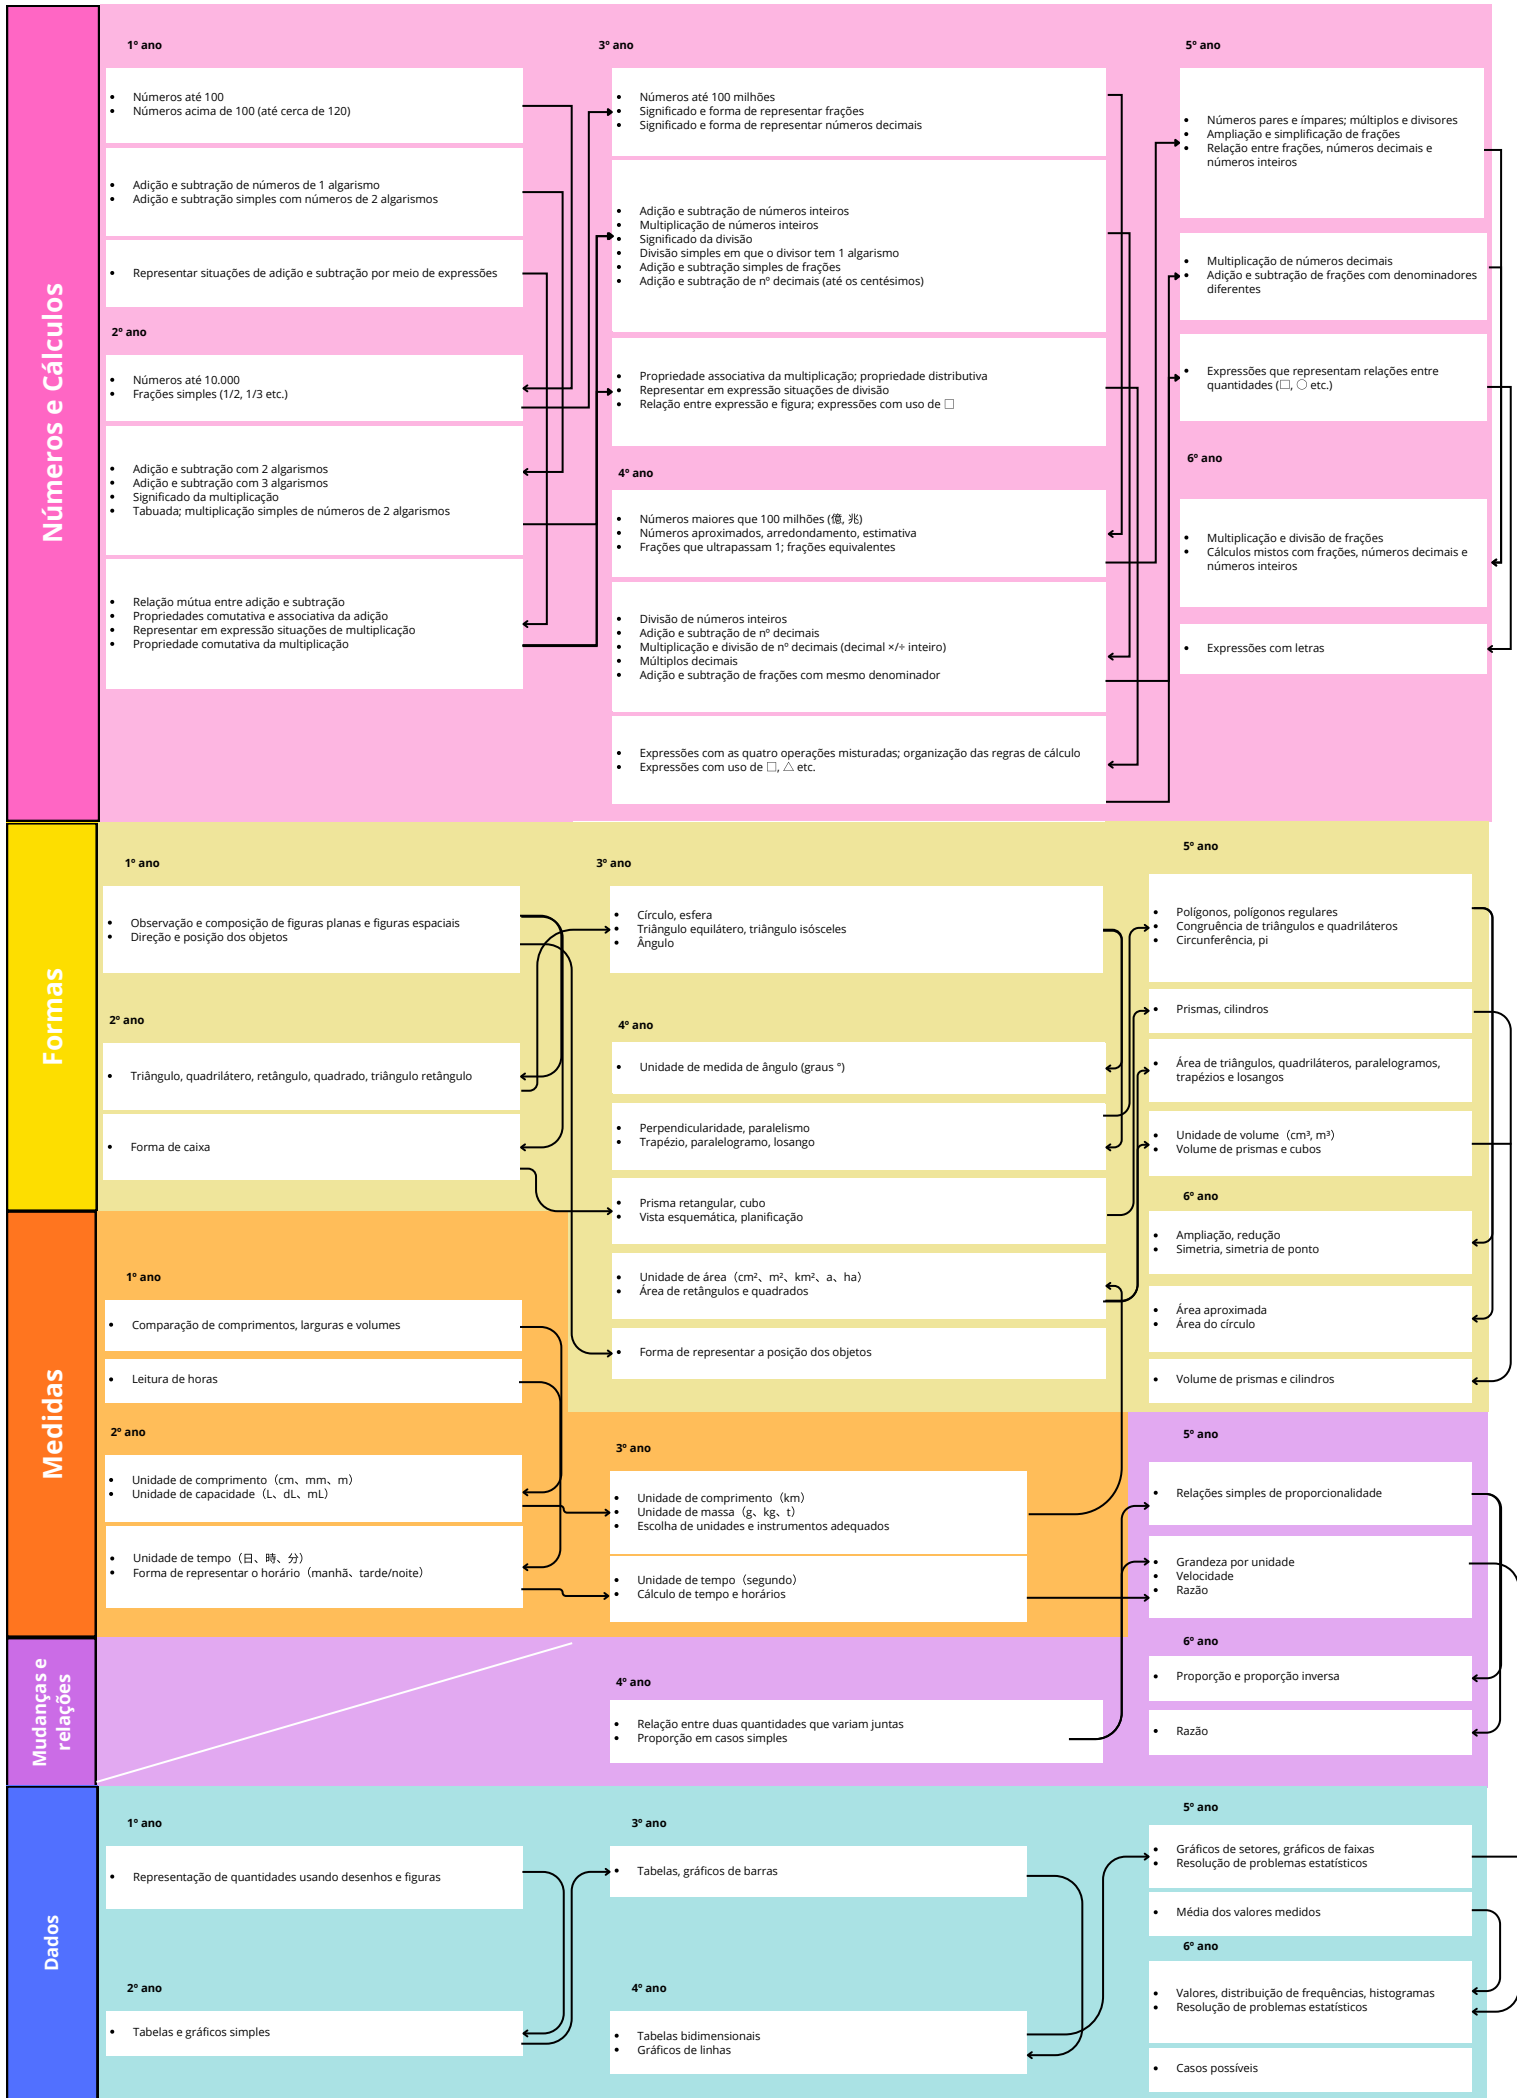 Números e Cálculos
1º ano
• Números até 100
• Números acima de 100 (até cerca de 120)
• Adição e subtração de números de 1 algarismo
• Adição e subtração simples com números de 2 algarismos
• Representar situações de adição e subtração por meio de expressões
2º ano
• Números até 10.000
• Frações simples (1/2, 1/3 etc.)
• Adição e subtração com 2 algarismos
• Adição e subtração com 3 algarismos
• Significado da multiplicação
• Tabuada; multiplicação simples de números de 2 algarismos
• Relação mútua entre adição e subtração
• Propriedades comutativa e associativa da adição
• Representar em expressão situações de multiplicação
• Propriedade comutativa da multiplicação
3º ano
• Números até 100 milhões
• Significado e forma de representar frações
• Significado e forma de representar números decimais
• Adição e subtração de números inteiros
• Multiplicação de números inteiros
• Significado da divisão
• Divisão simples em que o divisor tem 1 algarismo
• Adição e subtração simples de frações
• Adição e subtração de nº decimais (até os centésimos)
• Propriedade associativa da multiplicação; propriedade distributiva
• Representar em expressão situações de divisão
• Relação entre expressão e figura; expressões com uso de □
4º ano
• Números maiores que 100 milhões (億, 兆)
• Números aproximados, arredondamento, estimativa
• Frações que ultrapassam 1; frações equivalentes
• Divisão de números inteiros
• Adição e subtração de nº decimais
• Multiplicação e divisão de nº decimais (decimal ×/÷ inteiro)
• Múltiplos decimais
• Adição e subtração de frações com mesmo denominador
• Expressões com as quatro operações misturadas; organização das regras de cálculo
• Expressões com uso de □, △ etc.
5º ano
• Números pares e ímpares; múltiplos e divisores
• Ampliação e simplificação de frações
• Relação entre frações, números decimais e
números inteiros
• Multiplicação de números decimais
• Adição e subtração de frações com denominadores
diferentes
• Expressões que representam relações entre
quantidades (□, ○ etc.)
6º ano
• Multiplicação e divisão de frações
• Cálculos mistos com frações, números decimais e
números inteiros
• Expressões com letras
Formas
1º ano
• Observação e composição de figuras planas e figuras espaciais
• Direção e posição dos objetos
2º ano
• Triângulo, quadrilátero, retângulo, quadrado, triângulo retângulo
• Forma de caixa
3º ano
• Círculo, esfera
• Triângulo equilátero, triângulo isósceles
• Ângulo
4º ano
• Unidade de medida de ângulo (graus °)
• Perpendicularidade, paralelismo
• Trapézio, paralelogramo, losango
• Prisma retangular, cubo
• Vista esquemática, planificação
• Unidade de área（cm²、m²、km²、a、ha）
• Área de retângulos e quadrados
• Forma de representar a posição dos objetos
5º ano
• Polígonos, polígonos regulares
• Congruência de triângulos e quadriláteros
• Circunferência, pi
• Prismas, cilindros
• Área de triângulos, quadriláteros, paralelogramos,
trapézios e losangos
• Unidade de volume（cm³, m³）
• Volume de prismas e cubos
6º ano
• Ampliação, redução
• Simetria, simetria de ponto
• Área aproximada
• Área do círculo
• Volume de prismas e cilindros
Medidas
1º ano
• Comparação de comprimentos, larguras e volumes
• Leitura de horas
2º ano
• Unidade de comprimento（cm、mm、m）
• Unidade de capacidade（L、dL、mL）
• Unidade de tempo（日、時、分）
• Forma de representar o horário（manhã、tarde/noite）
3º ano
• Unidade de comprimento（km）
• Unidade de massa（g、kg、t）
• Escolha de unidades e instrumentos adequados
• Unidade de tempo（segundo）
• Cálculo de tempo e horários
Mudanças e
relações
4º ano
• Relação entre duas quantidades que variam juntas
• Proporção em casos simples
5º ano
• Relações simples de proporcionalidade
• Grandeza por unidade
• Velocidade
• Razão
6º ano
• Proporção e proporção inversa
• Razão
Dados
1º ano
• Representação de quantidades usando desenhos e figuras
2º ano
• Tabelas e gráficos simples
3º ano
• Tabelas, gráficos de barras
4º ano
• Tabelas bidimensionais
• Gráficos de linhas
5º ano
• Gráficos de setores, gráficos de faixas
• Resolução de problemas estatísticos
• Média dos valores medidos
6º ano
• Valores, distribuição de frequências, histogramas
• Resolução de problemas estatísticos
• Casos possíveis